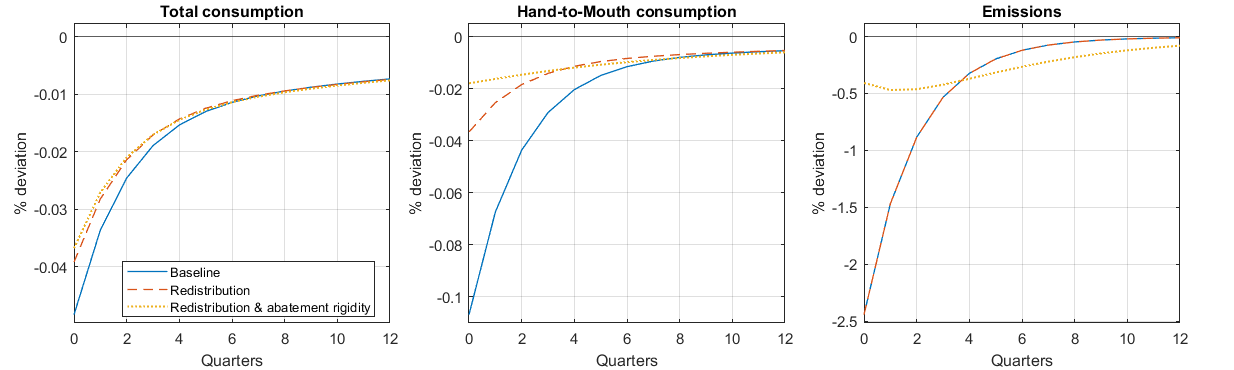 Total consumption
0
-0.01
-0.02
-0.03
-0.04
% deviation
0 2 4 6 8 10 12
Quarters
Baseline
Redistribution
Redistribution & abatement rigidity
Hand-to-Mouth consumption
0
-0.02
-0.04
-0.06
-0.08
-0.1
% deviation
0 2 4 6 8 10 12
Quarters
Emissions
0
-0.5
-1
-1.5
-2
-2.5
% deviation
0 2 4 6 8 10 12
Quarters